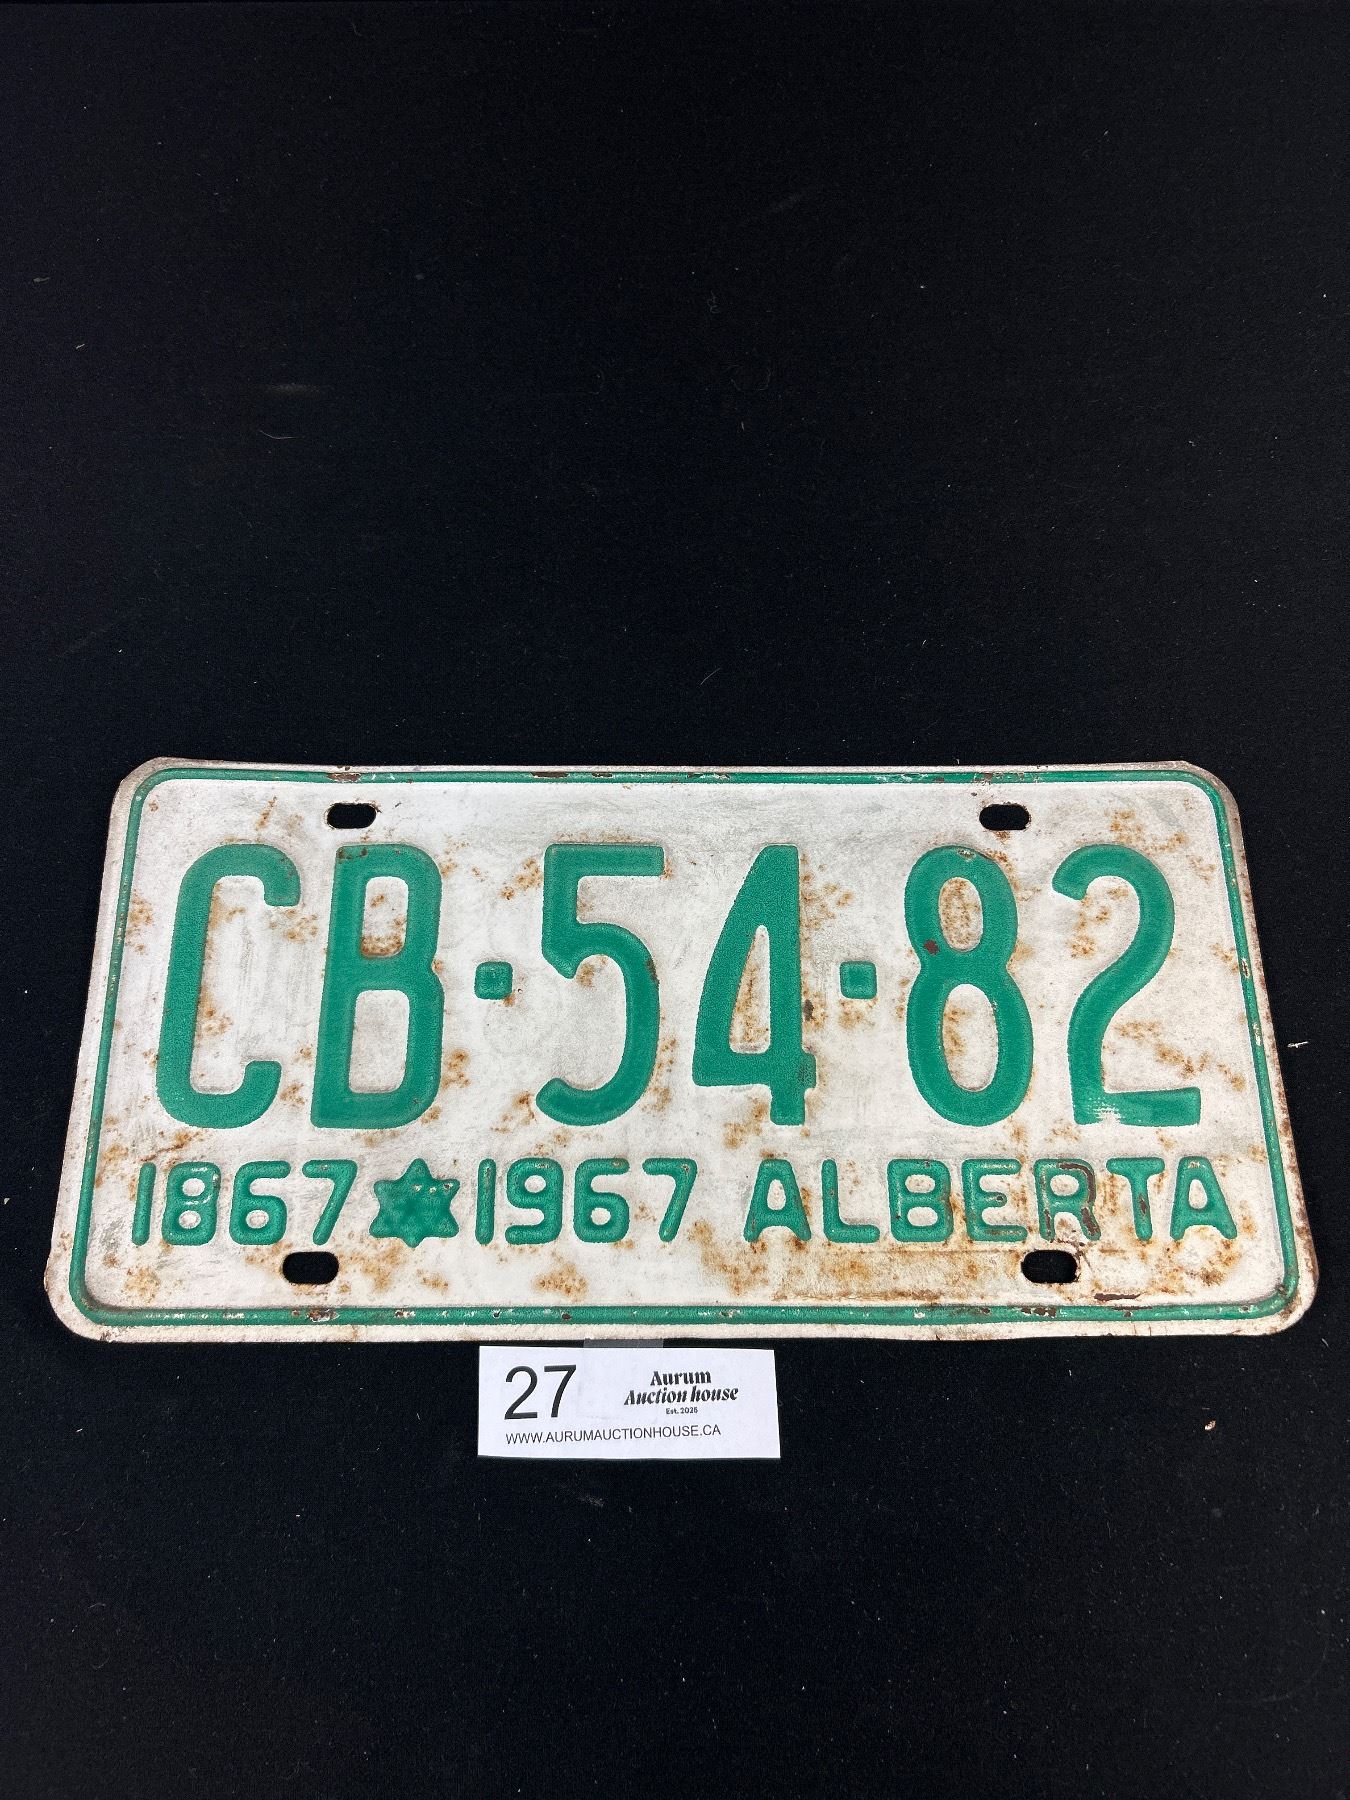 CB·54·82
1867 1967 ALBERTA
27
Aurum
Auction house
Est. 2025
WWW.AURUMAUCTIONHOUSE.CA